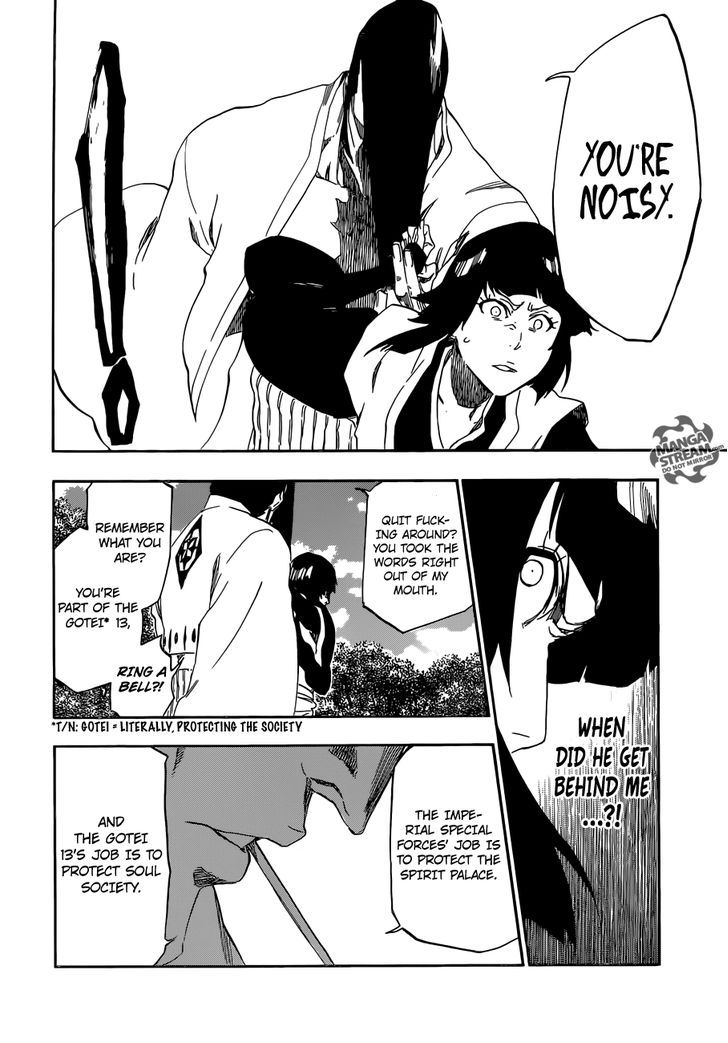 YOU'RE
NOISY.
MANGA
STREAM.com
DO NOT MIRROR
WHEN
DID HE GET
BEHIND ME
...?!
QUIT FUCK-
ING AROUND?
YOU TOOK THE
WORDS RIGHT
OUT OF MY
MOUTH.
REMEMBER
WHAT YOU
ARE?
YOU'RE
PART OF THE
GOTEI* 13,
RING A
BELL?!
*T/N: GOTEI = LITERALLY, PROTECTING THE SOCIETY
THE IMPE-
RIAL SPECIAL
FORCES' JOB IS
TO PROTECT THE
SPIRIT PALACE.
AND
THE GOTEI
13'S JOB IS TO
PROTECT SOUL
SOCIETY.